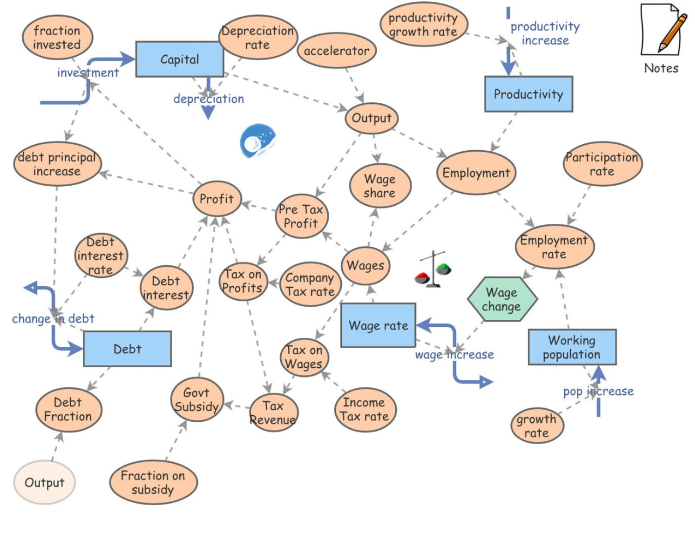 fraction
invested
investment
Capital
Depreciation
rate
depreciation
accelerator
productivity
growth rate
productivity
increase
Notes
Productivity
Output
debt principal
increase
Profit
Pre Tax
Profit
Wage
share
Employment
Participation
rate
Employment
rate
Debt
interest
rate
Debt
interest
Tax on
Profits
Company
Tax rate
Wages
Wage
change
change in debt
Debt
Wage rate
wage increase
Working
population
pop increase
growth
rate
Tax on
Wages
Income
Tax rate
Debt
Fraction
Govt
Subsidy
Tax
Revenue
Output
Fraction on
subsidy